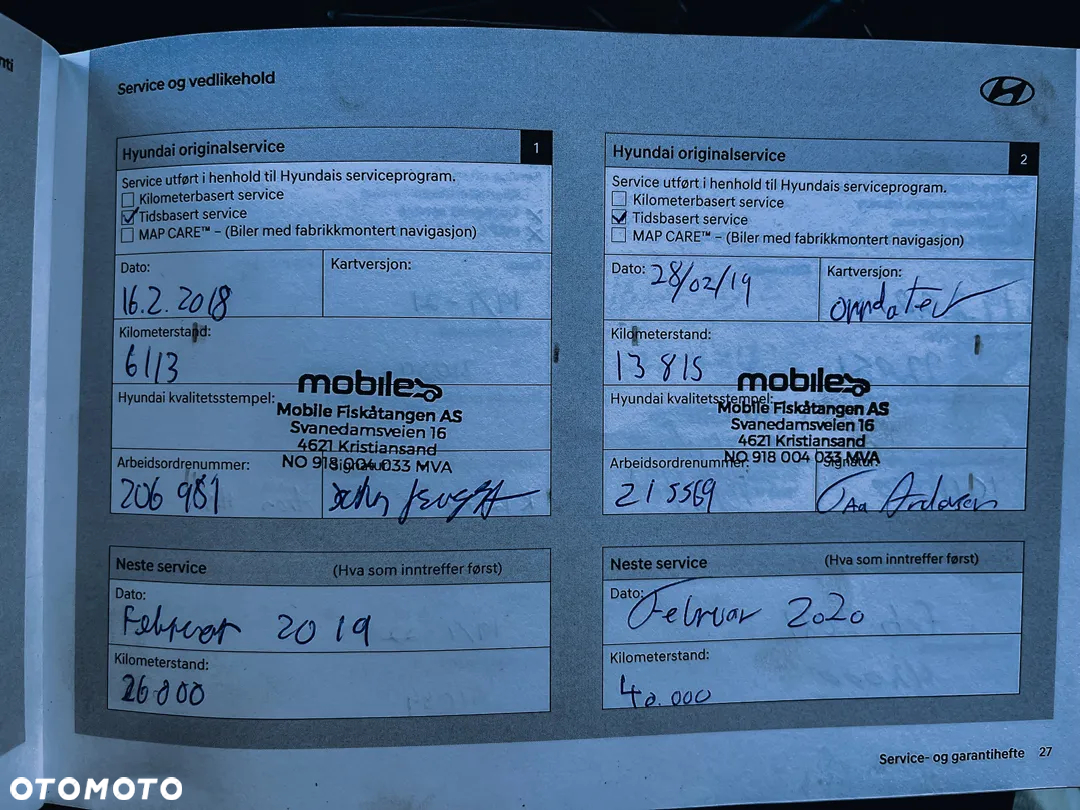 nti
Service og vedlikehold
Hyundai originalservice
1
Service utført i henhold til Hyundais serviceprogram.
Kilometerbasert service
Tidsbasert service
MAP CARE™ – (Biler med fabrikkmontert navigasjon)
Dato:
16.2.2018
Kartversjon:
Kilometerstand:
6113
Hyundai kvalitetsstempel:
mobile
Mobile Fiskåtangen AS
Svanedamsveien 16
4621 Kristiansand
NO 918 004 033 MVA
Arbeidsordrenummer:
206 981
Signatur:
Neste service
(Hva som inntreffer først)
Dato:
Februar 2019
Kilometerstand:
26000
Hyundai originalservice
2
Service utført i henhold til Hyundais serviceprogram.
Kilometerbasert service
Tidsbasert service
MAP CARE™ – (Biler med fabrikkmontert navigasjon)
Dato: 28/02/19
Kartversjon:
Kilometerstand:
13 815
Hyundai kvalitetsstempel:
mobile
Mobile Fiskåtangen AS
Svanedamsveien 16
4621 Kristiansand
NO 918 004 033 MVA
Arbeidsordrenummer:
215569
Signatur:
Neste service
(Hva som inntreffer først)
Dato:
Februar 2020
Kilometerstand:
40.000
Service- og garantihefte 27
OTOMOTO